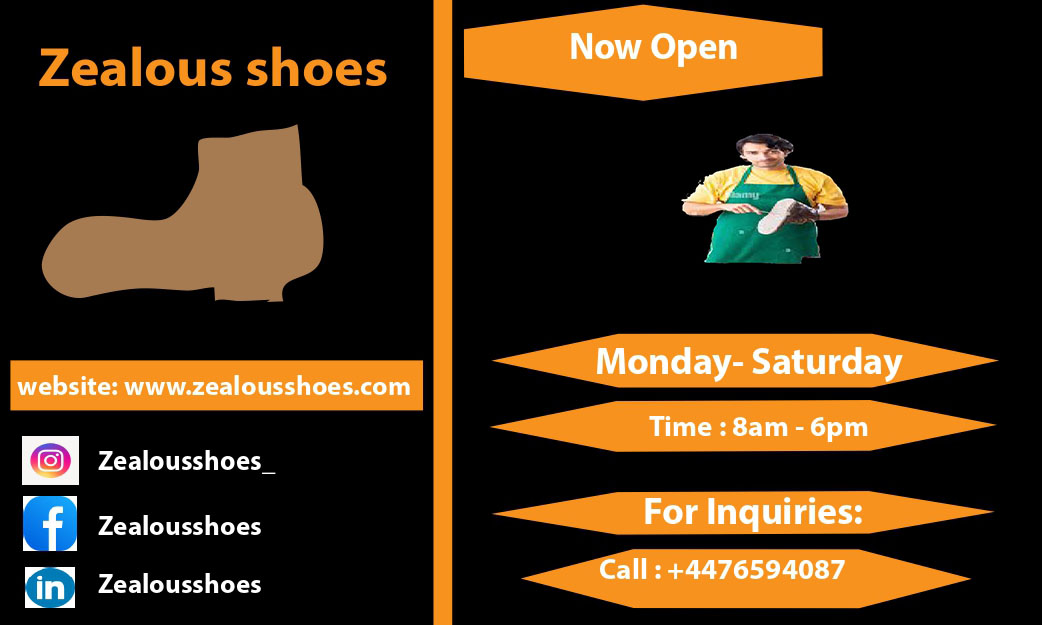 Zealous shoes
website: www.zealousshoes.com
Zealousshoes_
Zealousshoes
in
Zealousshoes
Now Open
Monday- Saturday
Time : 8am - 6pm
For Inquiries:
Call : +4476594087